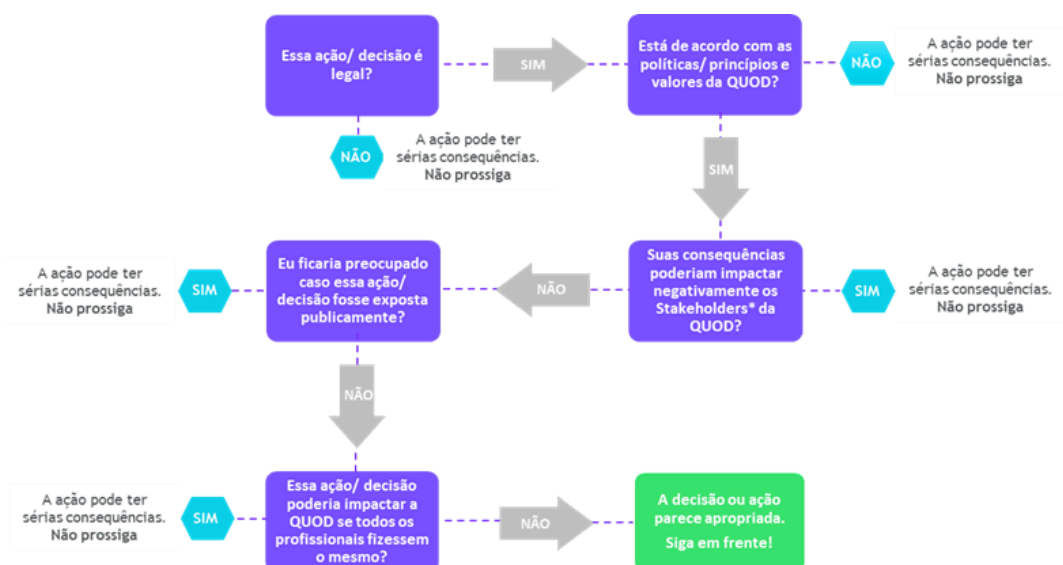 Essa ação/ decisão é
legal?
SIM
Está de acordo com as
políticas/ princípios e
valores da QUOD?
NÃO
A ação pode ter
sérias consequências.
Não prossiga
NÃO
A ação pode ter
sérias consequências.
Não prossiga
SIM
Suas consequências
poderiam impactar
negativamente os
Stakeholders* da
QUOD?
SIM
A ação pode ter
sérias consequências.
Não prossiga
NÃO
Eu ficaria preocupado
caso essa ação/
decisão fosse exposta
publicamente?
SIM
A ação pode ter
sérias consequências.
Não prossiga
NÃO
Essa ação/ decisão
poderia impactar a
QUOD se todos os
profissionais fizessem
o mesmo?
SIM
A ação pode ter
sérias consequências.
Não prossiga
NÃO
A decisão ou ação
parece apropriada.
Siga em frente!